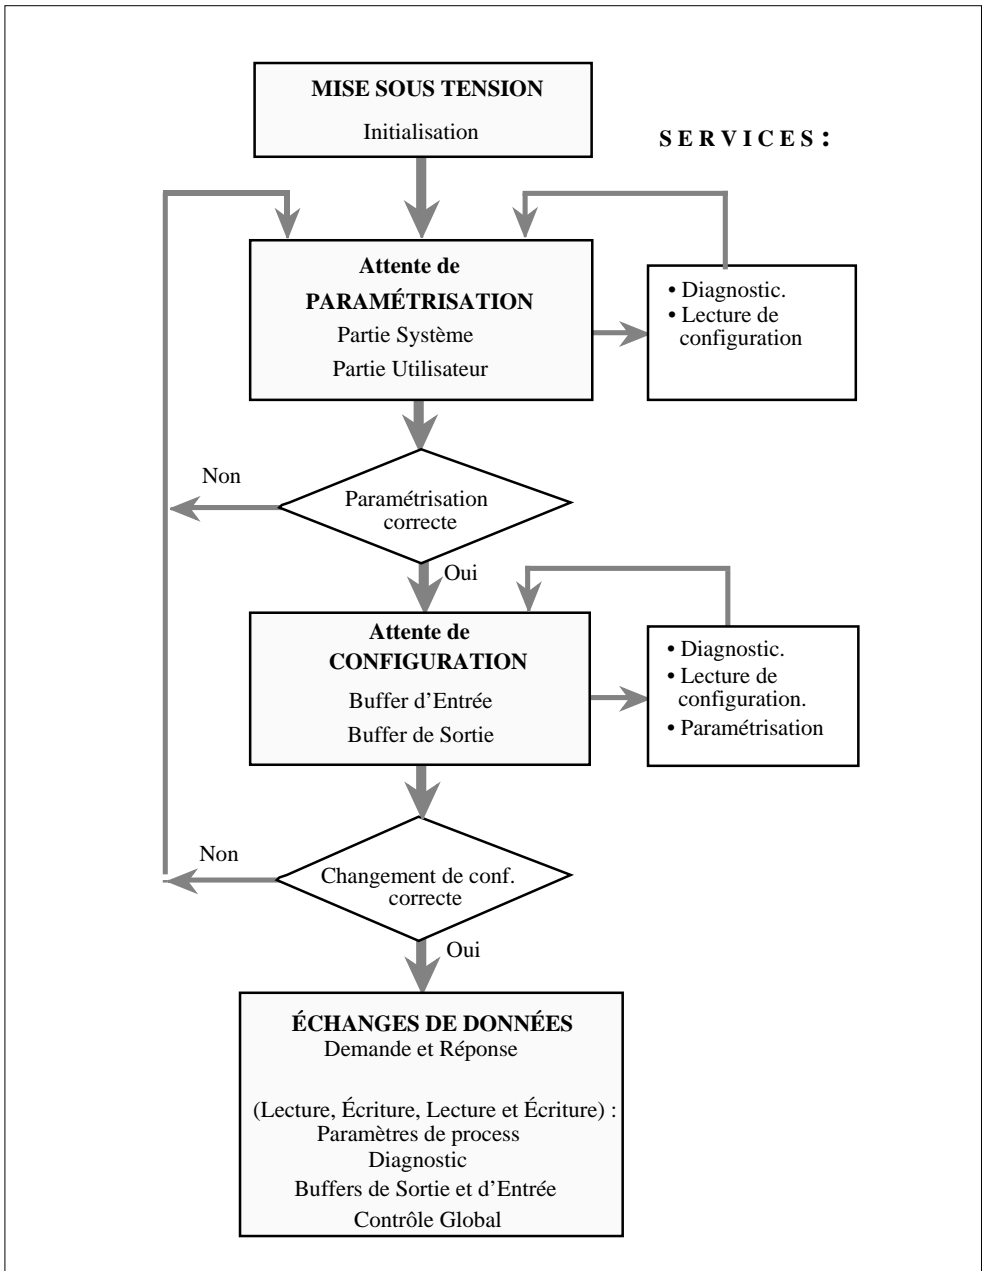 MISE SOUS TENSION
Initialisation
SERVICES :
Attente de
PARAMÉTRISATION
Partie Système
Partie Utilisateur
• Diagnostic.
• Lecture de
configuration
Non
Paramétrisation
correcte
Oui
Attente de
CONFIGURATION
Buffer d’Entrée
Buffer de Sortie
• Diagnostic.
• Lecture de
configuration.
• Paramétrisation
Non
Changement de conf.
correcte
Oui
ÉCHANGES DE DONNÉES
Demande et Réponse
(Lecture, Écriture, Lecture et Écriture) :
Paramètres de process
Diagnostic
Buffers de Sortie et d’Entrée
Contrôle Global